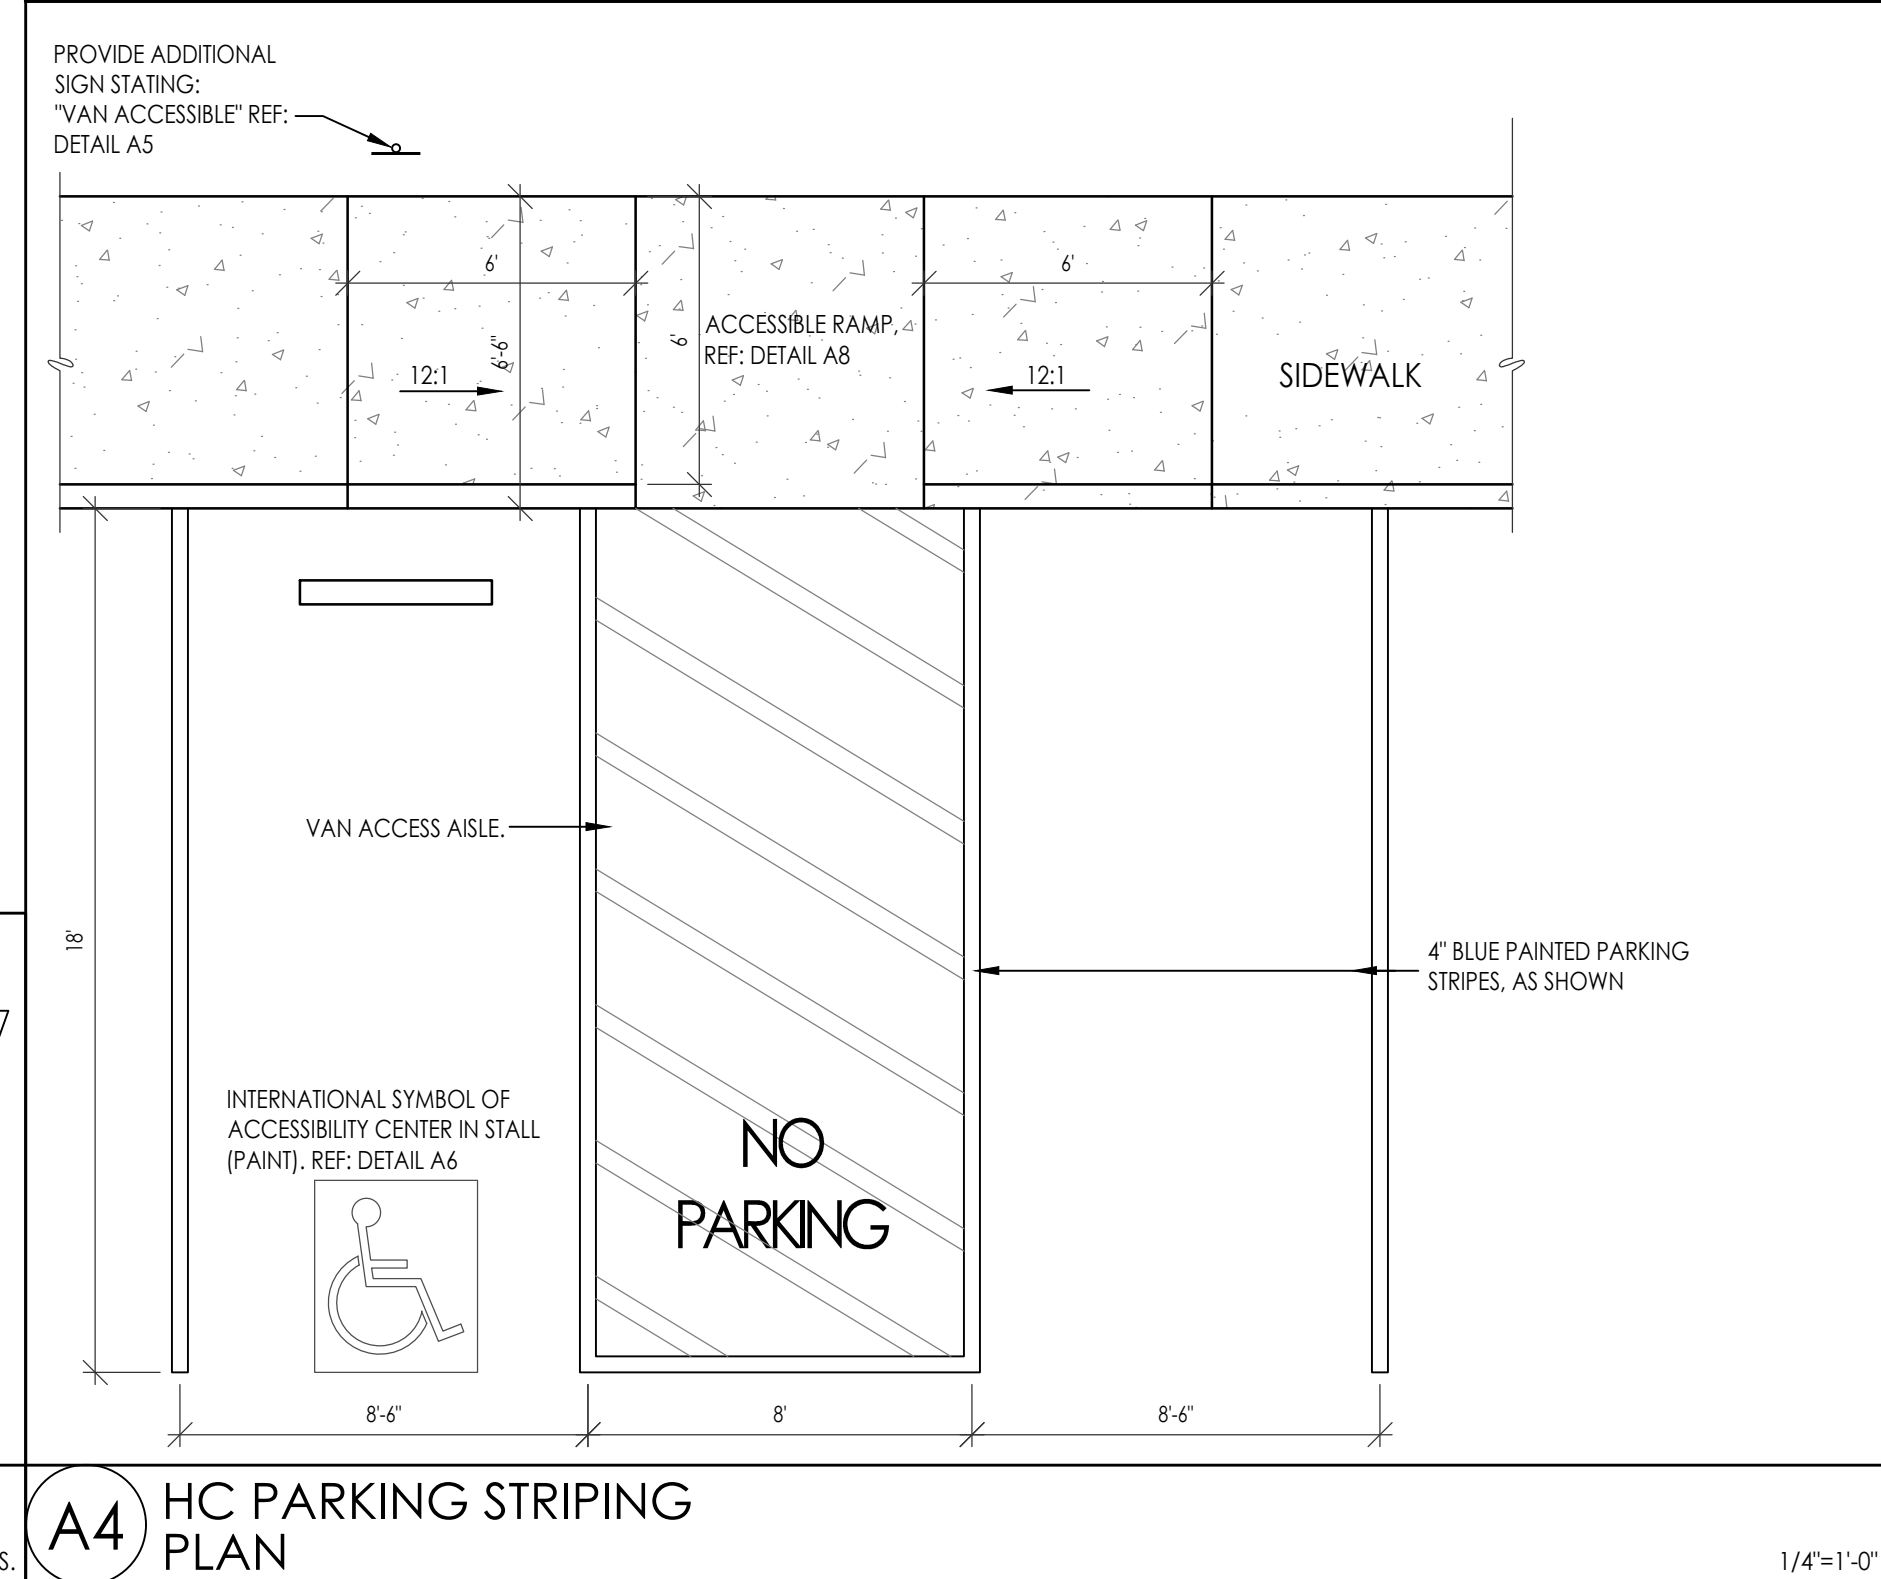 PROVIDE ADDITIONAL
SIGN STATING:
"VAN ACCESSIBLE" REF:
DETAIL A5
6'
6'
6'-6"
6'
ACCESSIBLE RAMP,
REF: DETAIL A8
12:1
12:1
SIDEWALK
VAN ACCESS AISLE.
18'
4" BLUE PAINTED PARKING
STRIPES, AS SHOWN
7
INTERNATIONAL SYMBOL OF
ACCESSIBILITY CENTER IN STALL
(PAINT). REF: DETAIL A6
NO
PARKING
8'-6"
8'
8'-6"
A4
HC PARKING STRIPING
PLAN
S.
1/4"=1'-0"